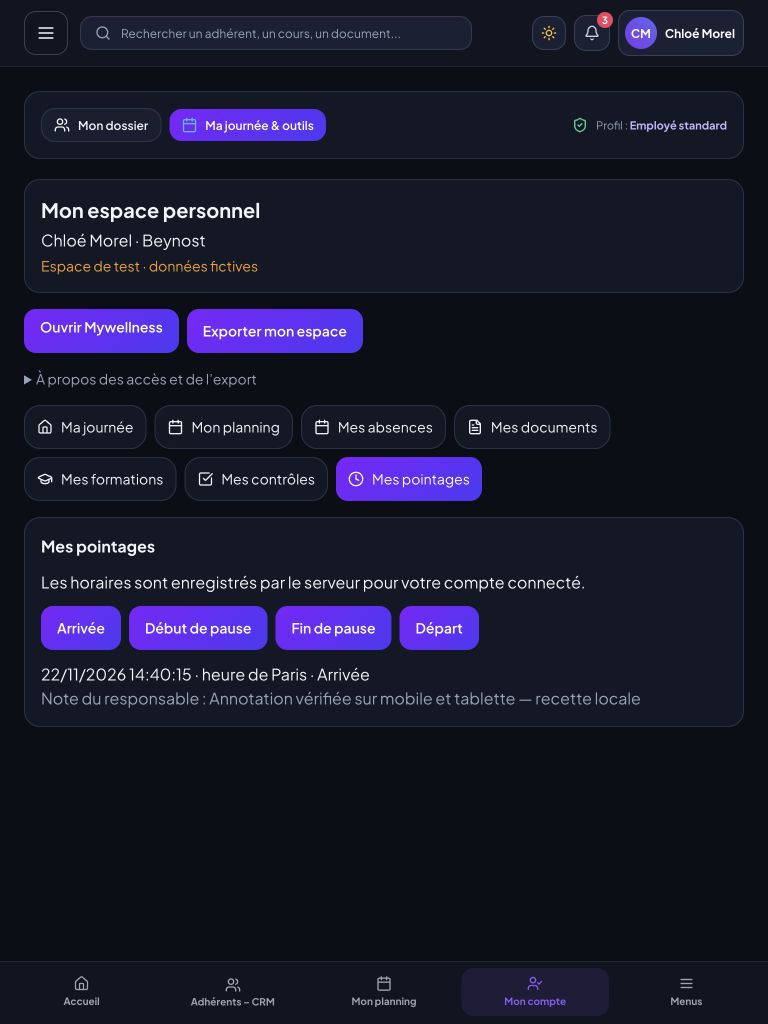 Rechercher un adhérent, un cours, un document...
3
CM Chloé Morel
Mon dossier
Ma journée & outils
Profil : Employé standard
Mon espace personnel
Chloé Morel · Beynost
Espace de test · données fictives
Ouvrir Mywellness
Exporter mon espace
À propos des accès et de l'export
Ma journée
Mon planning
Mes absences
Mes documents
Mes formations
Mes contrôles
Mes pointages
Mes pointages
Les horaires sont enregistrés par le serveur pour votre compte connecté.
Arrivée
Début de pause
Fin de pause
Départ
22/11/2026 14:40:15 · heure de Paris · Arrivée
Note du responsable : Annotation vérifiée sur mobile et tablette — recette locale
Accueil
Adhérents – CRM
Mon planning
Mon compte
Menus